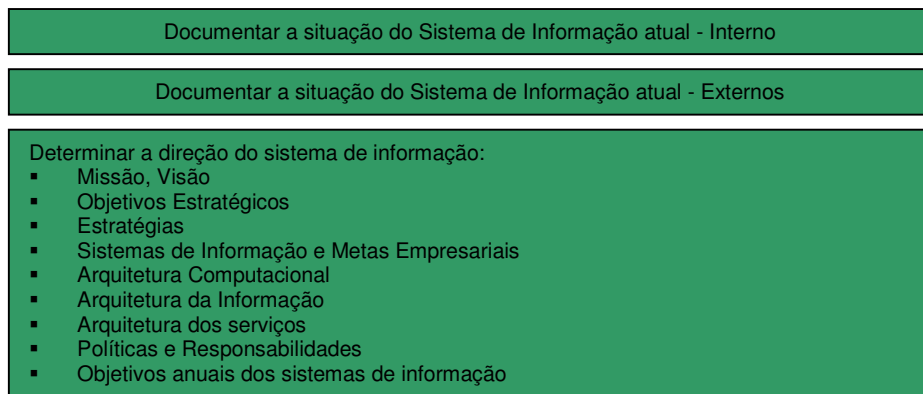 Documentar a situação do Sistema de Informação atual - Interno
Documentar a situação do Sistema de Informação atual - Externos
Determinar a direção do sistema de informação:
▪ Missão, Visão
▪ Objetivos Estratégicos
▪ Estratégias
▪ Sistemas de Informação e Metas Empresariais
▪ Arquitetura Computacional
▪ Arquitetura da Informação
▪ Arquitetura dos serviços
▪ Políticas e Responsabilidades
▪ Objetivos anuais dos sistemas de informação